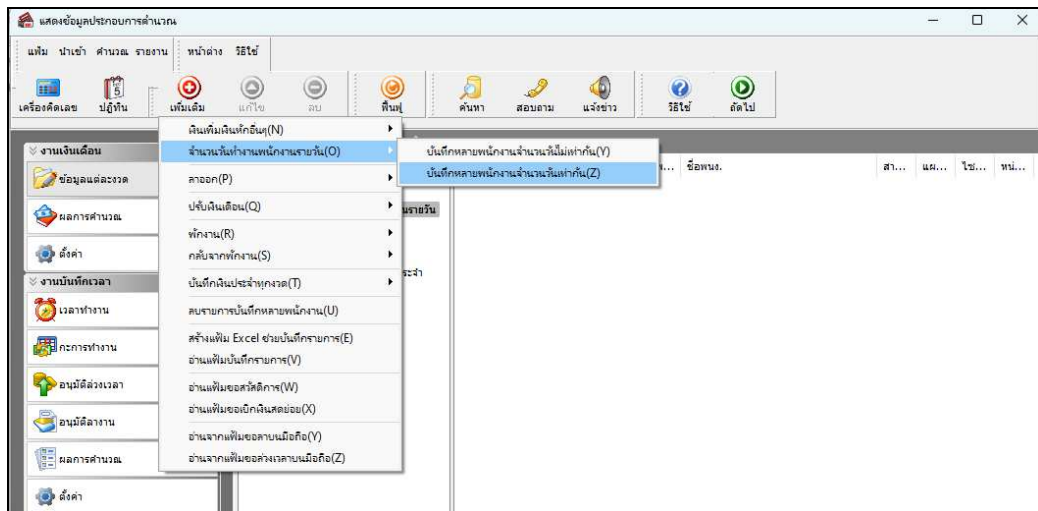 แสดงข้อมูลประกอบการคำนวณ
แฟ้ม นำเข้า คำนวณ รายงาน หน้าต่าง วิธีใช้
เครื่องคิดเลข ปฏิทิน เพิ่มเติม แก้ไข ลบ ฟื้นฟู ค้นหา สอบถาม แจ้งข่าว วิธีใช้ ถัดไป
งานเงินเดือน
ข้อมูลแต่ละงวด
ผลการคำนวณ
ตั้งค่า
งานบันทึกเวลา
เวลาทำงาน
กะการทำงาน
อนุมัติล่วงเวลา
อนุมัติลางาน
ผลการคำนวณ
ตั้งค่า
เงินเพิ่มเงินหักอื่นๆ(N)
จำนวนวันทำงานพนักงานรายวัน(O)
ลาออก(P)
ปรับเงินเดือน(Q)
พักงาน(R)
กลับจากพักงาน(S)
บันทึกเงินประจำทุกงวด(T)
ลบรายการบันทึกหลายพนักงาน(U)
สร้างแฟ้ม Excel ช่วยบันทึกรายการ(E)
อ่านแฟ้มบันทึกรายการ(V)
อ่านแฟ้มขอสวัสดิการ(W)
อ่านแฟ้มขอเบิกเงินสดย่อย(X)
อ่านจากแฟ้มขอลาบนมือถือ(Y)
อ่านจากแฟ้มขอล่วงเวลาบนมือถือ(Z)
บันทึกหลายพนักงานจำนวนวันไม่เท่ากัน(Y)
บันทึกหลายพนักงานจำนวนวันเท่ากัน(Z)
นรายวัน
ระจำ
ชื่อพนง. สา... แผ... ไซ... หน่...